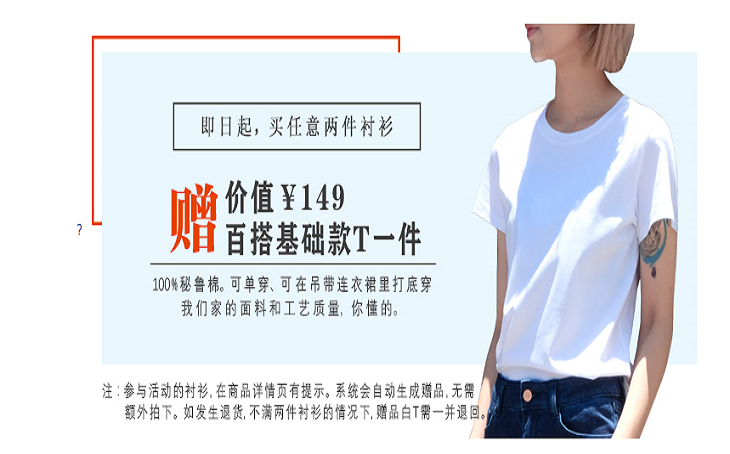 即日起，买任意两件衬衫
赠
价值￥149
百搭基础款T一件
100%秘鲁棉。可单穿、可在吊带连衣裙里打底穿
我们家的面料和工艺质量, 你懂的。
?
注：参与活动的衬衫,在商品详情页有提示。系统会自动生成赠品,无需
额外拍下。如发生退货,不满两件衬衫的情况下,赠品白T需一并退回。